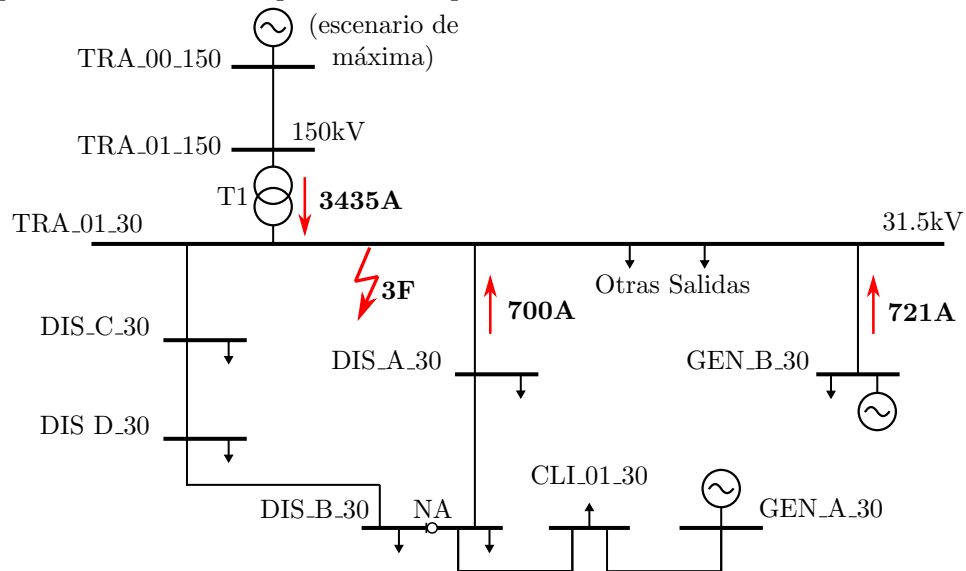 (escenario de
máxima)
TRA_00_150
150kV
TRA_01_150
T1
3435A
TRA_01_30
31.5kV
3F
Otras Salidas
700A
721A
DIS_C_30
DIS_A_30
GEN_B_30
DIS D_30
CLI_01_30
DIS_B_30
NA
GEN_A_30